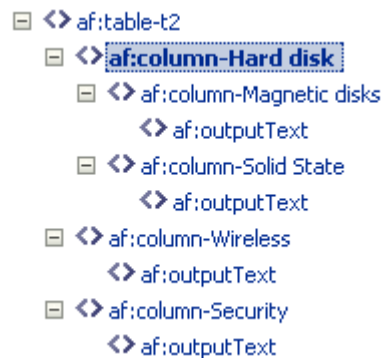 af:table-t2
af:column-Hard disk
af:column-Magnetic disks
af:outputText
af:column-Solid State
af:outputText
af:column-Wireless
af:outputText
af:column-Security
af:outputText